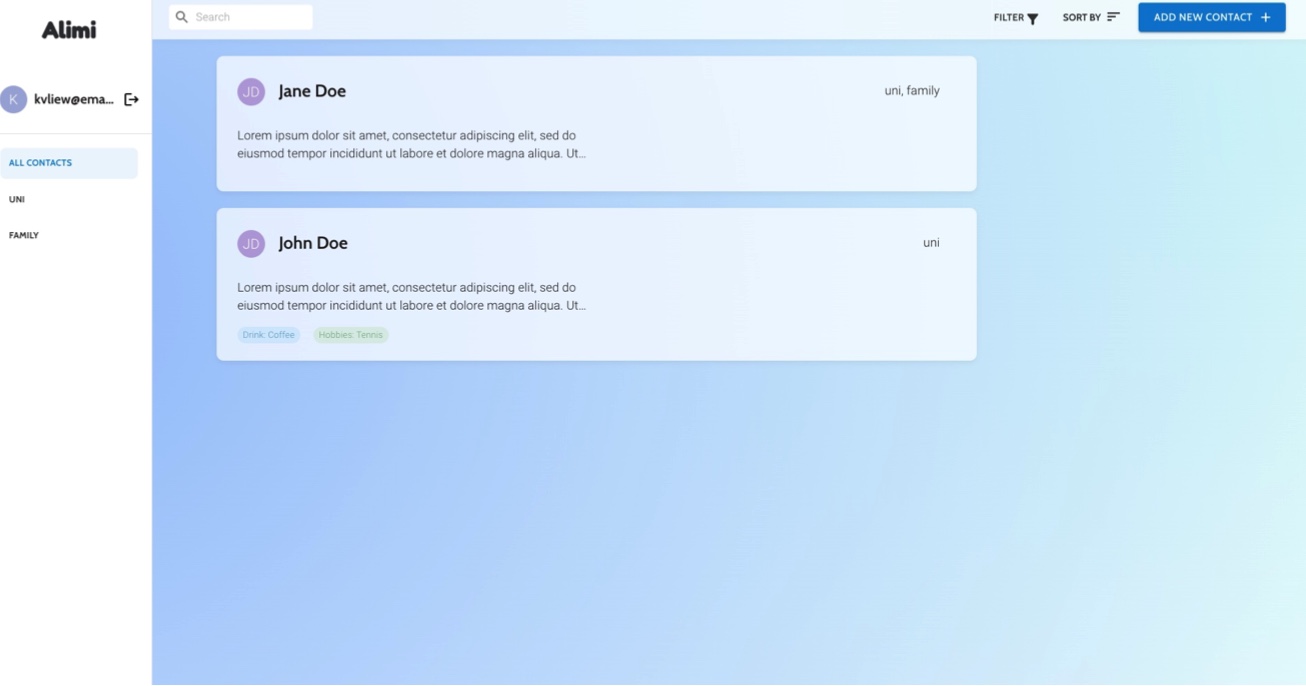 Alimi
K kvliew@ema...
ALL CONTACTS
UNI
FAMILY
Search
FILTER
SORT BY
ADD NEW CONTACT +
JD Jane Doe
uni, family
Lorem ipsum dolor sit amet, consectetur adipiscing elit, sed do
eiusmod tempor incididunt ut labore et dolore magna aliqua. Ut...
JD John Doe
uni
Lorem ipsum dolor sit amet, consectetur adipiscing elit, sed do
eiusmod tempor incididunt ut labore et dolore magna aliqua. Ut...
Drink: Coffee
Hobbies: Tennis